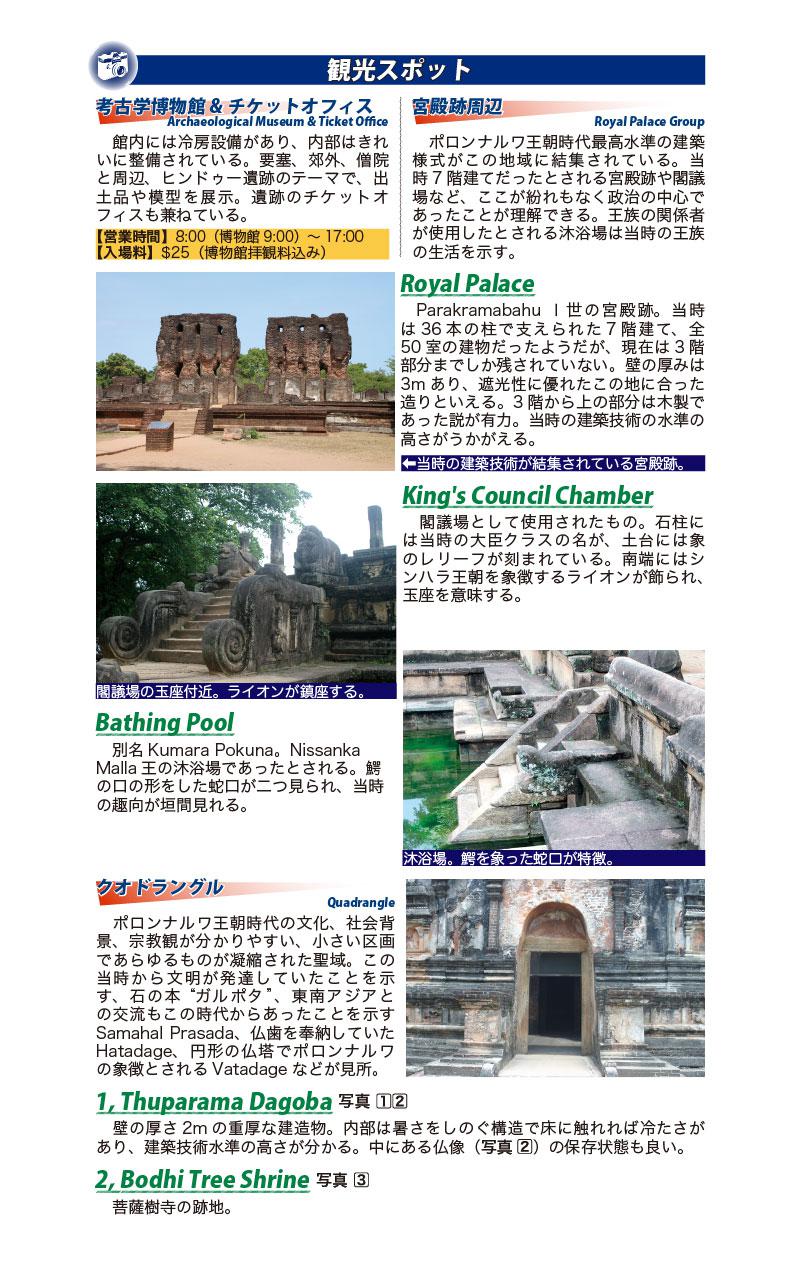 観光スポット
考古学博物館 & チケットオフィス
Archaeological Museum & Ticket Office
館内には冷房設備があり、内部はきれ
いに整備されている。要塞、郊外、僧院
と周辺、ヒンドゥー遺跡のテーマで、出
土品や模型を展示。遺跡のチケットオ
フィスも兼ねている。
【営業時間】8:00（博物館 9:00）～ 17:00
【入場料】$25（博物館拝観料込み）
宮殿跡周辺
Royal Palace Group
ポロンナルワ王朝時代最高水準の建築
様式がこの地域に結集されている。当
時 7 階建てだったとされる宮殿跡や閣議
場など、ここが紛れもなく政治の中心で
あったことが理解できる。王族の関係者
が使用したとされる沐浴場は当時の王族
の生活を示す。
Royal Palace
Parakramabahu Ⅰ世の宮殿跡。当時
は 36 本の柱で支えられた 7 階建て、全
50 室の建物だったようだが、現在は 3 階
部分までしか残されていない。壁の厚みは
3m あり、遮光性に優れたこの地に合った
造りといえる。3 階から上の部分は木製で
あった説が有力。当時の建築技術の水準の
高さがうかがえる。
←当時の建築技術が結集されている宮殿跡。
King's Council Chamber
閣議場として使用されたもの。石柱に
は当時の大臣クラスの名が、土台には象
のレリーフが刻まれている。南端にはシ
ンハラ王朝を象徴するライオンが飾られ、
玉座を意味する。
閣議場の玉座付近。ライオンが鎮座する。
Bathing Pool
別名 Kumara Pokuna。Nissanka
Malla 王の沐浴場であったとされる。鰐
の口の形をした蛇口が二つ見られ、当時
の趣向が垣間見れる。
沐浴場。鰐を象った蛇口が特徴。
クオドラングル
Quadrangle
ポロンナルワ王朝時代の文化、社会背
景、宗教観が分かりやすい、小さい区画
であらゆるものが凝縮された聖域。この
当時から文明が発達していたことを示
す、石の本 “ガルポタ”、東南アジアと
の交流もこの時代からあったことを示す
Samahal Prasada、仏歯を奉納していた
Hatadage、円形の仏塔でポロンナルワ
の象徴とされる Vatadage などが見所。
1, Thuparama Dagoba 写真 ①②
壁の厚さ 2m の重厚な建造物。内部は暑さをしのぐ構造で床に触れれば冷たさが
あり、建築技術水準の高さが分かる。中にある仏像（写真 ②）の保存状態も良い。
2, Bodhi Tree Shrine 写真 ③
菩薩樹寺の跡地。